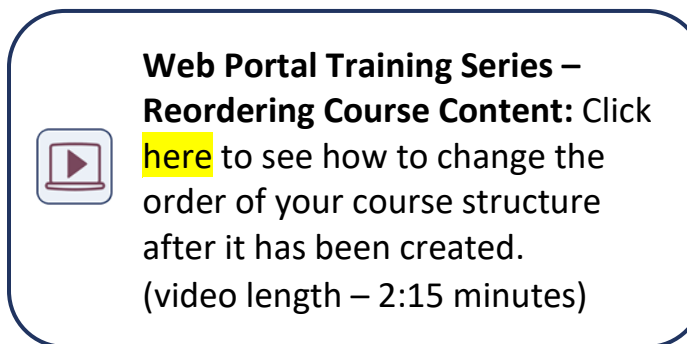 Web Portal Training Series –
Reordering Course Content: Click
here to see how to change the
order of your course structure
after it has been created.
(video length – 2:15 minutes)